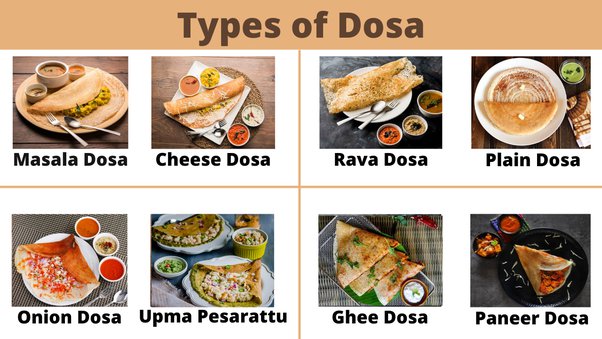 Types of Dosa
Masala Dosa
Cheese Dosa
Rava Dosa
Plain Dosa
Onion Dosa
Upma Pesarattu
Ghee Dosa
Paneer Dosa